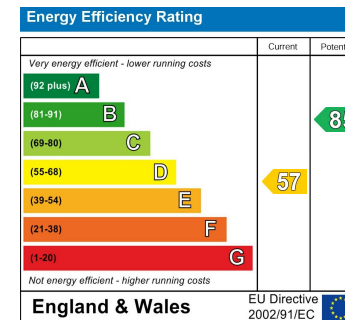 Energy Efficiency Rating
Current
Very energy efficient - lower running costs
(92 plus) A
(81-91) B
(69-80) C
(55-68) D
57
(39-54) E
(21-38) F
(1-20) G
Not energy efficient - higher running costs
England & Wales
EU Directive
2002/91/EC